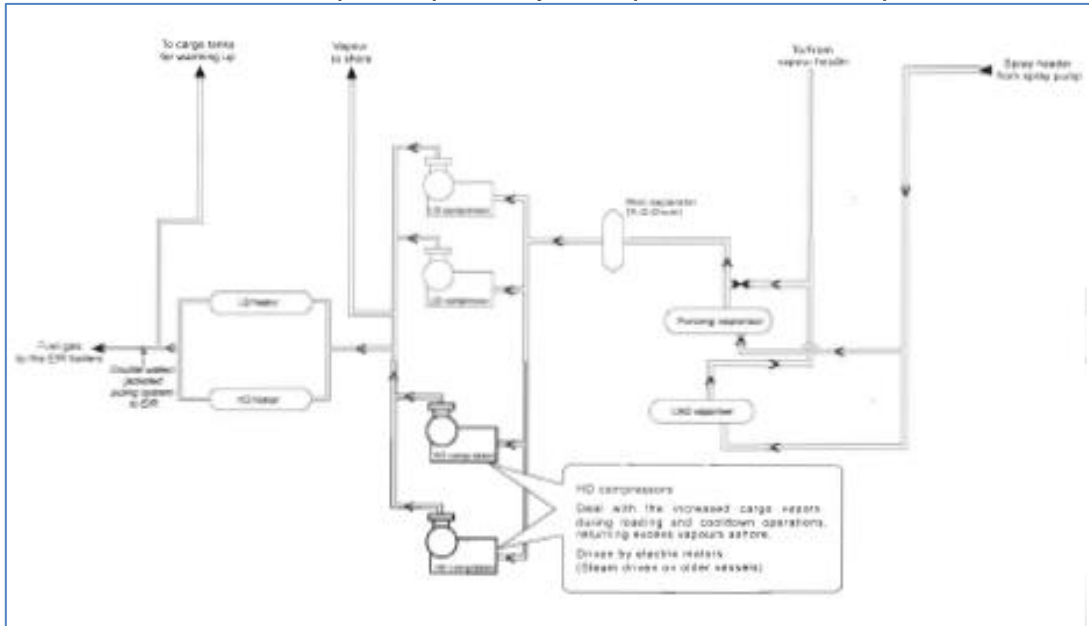 To cargo tanks
for warming up
Vapour
to shore
To/From
vapour header
Spray header
from spray pump
Mist separator
LD compressor
LD compressor
LD heater
Forcing vaporiser
Fuel gas
to the E/R boilers
Double walled
jacketed
piping system
to E/R
HD heater
LNG vaporiser
HD compressor
HD compressor
HD compressors
Deal with the increased cargo vapors
during loading and cooldown operations,
returning excess vapours ashore.
Driven by electric motors
(Steam driven on older vessels)